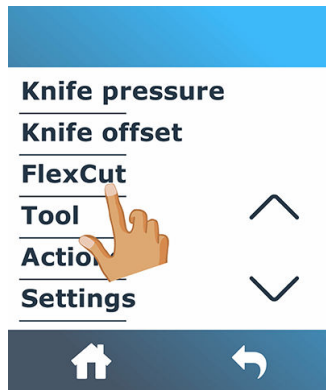 Knife pressure
Knife offset
FlexCut
Tool
Settings